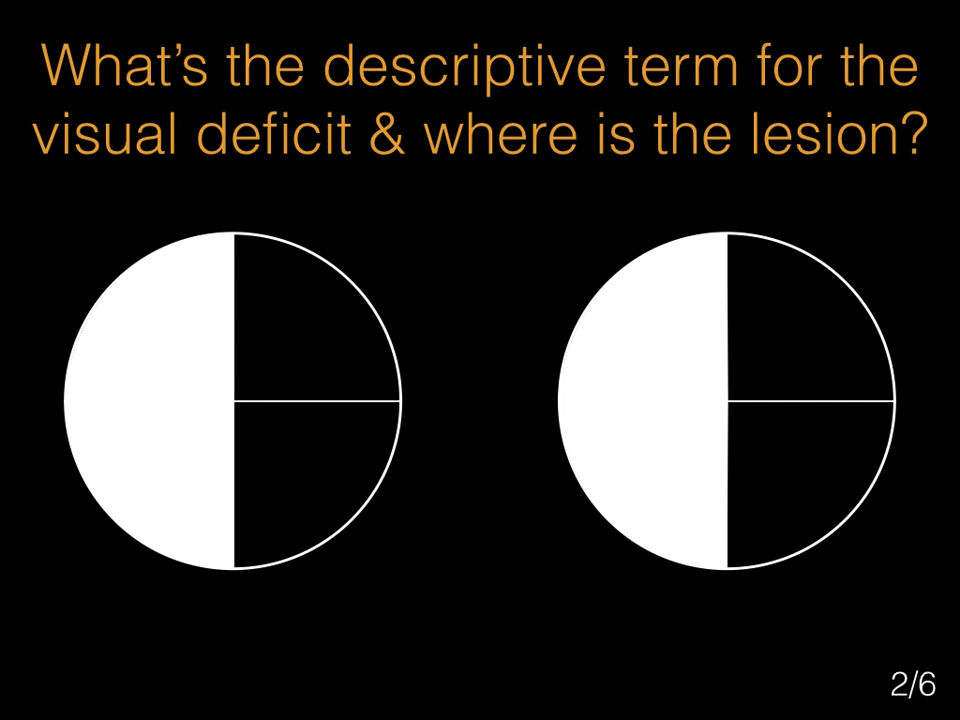 What’s the descriptive term for the
visual deficit & where is the lesion?
2/6